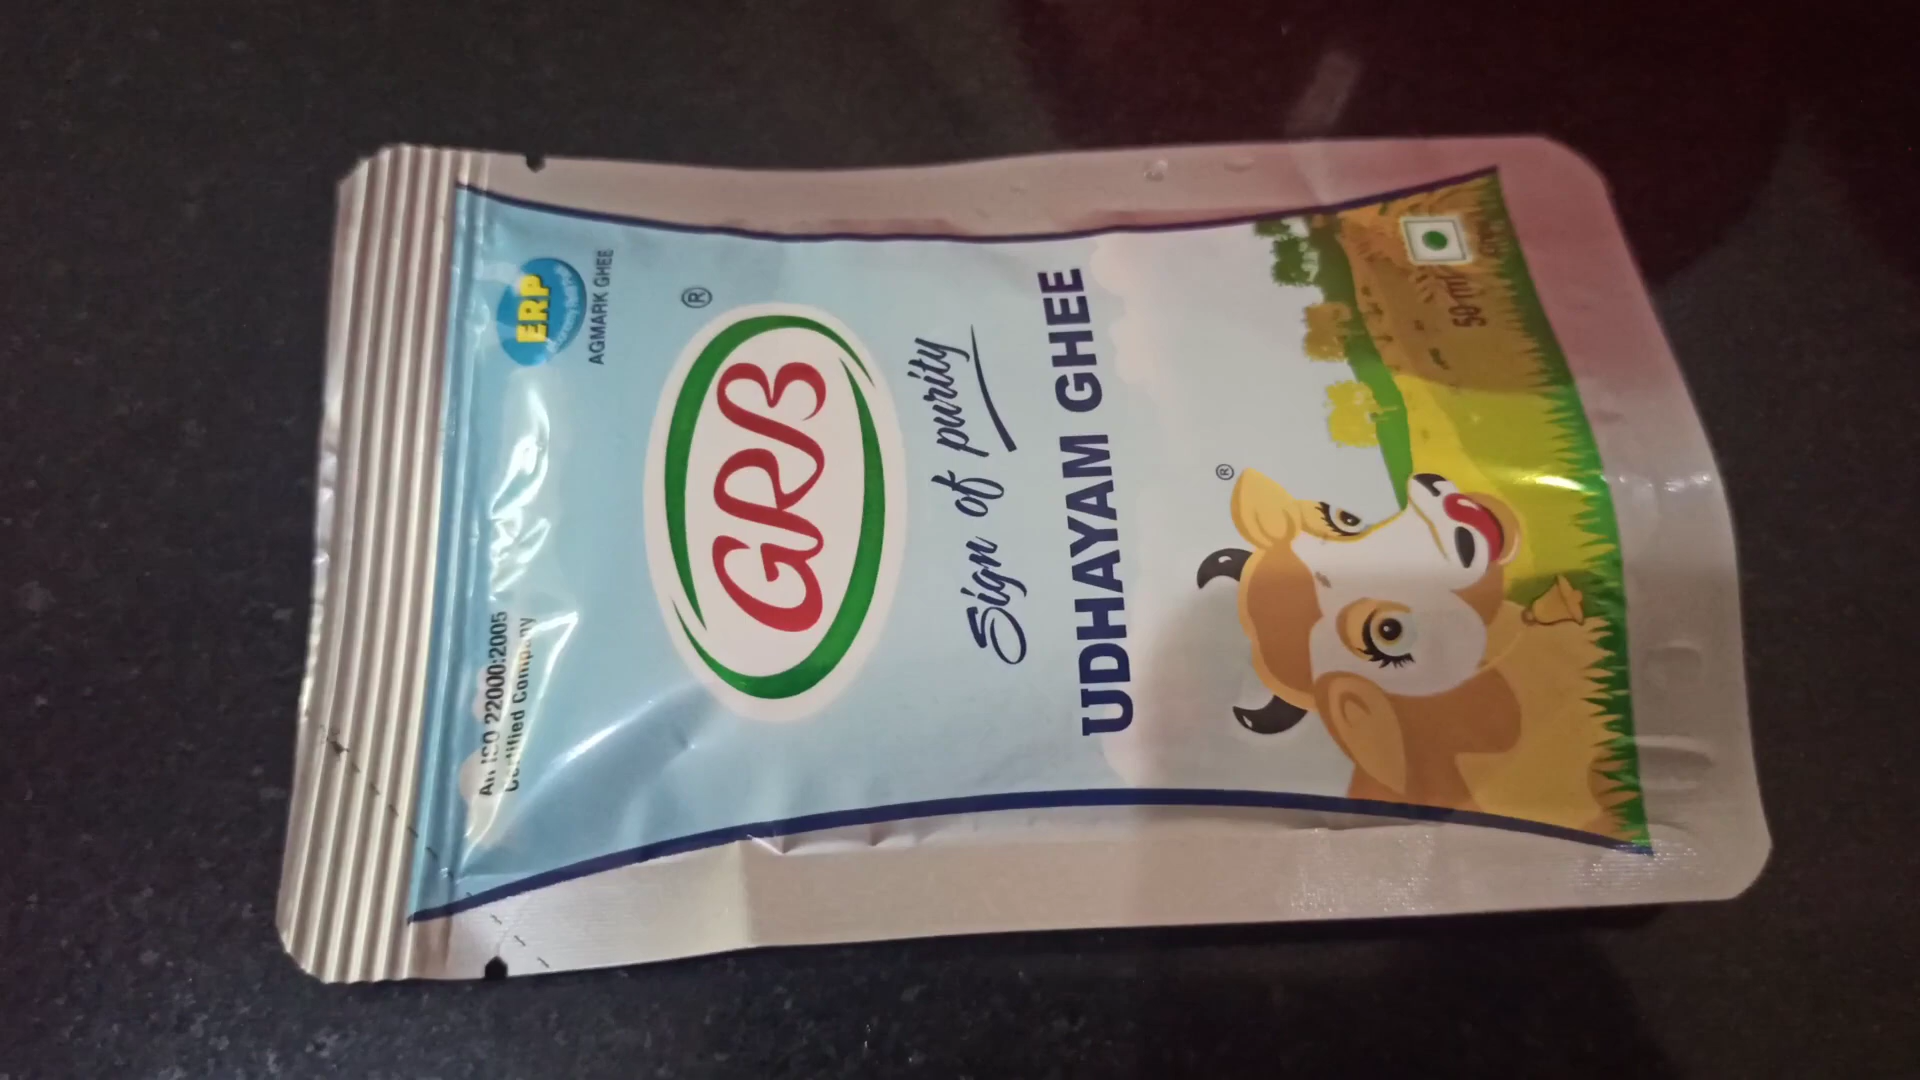 An ISO 22000:2005
Certified Company
ERP
AGMARK GHEE
GRB ®
Sign of purity
UDHAYAM GHEE
®
50 ml